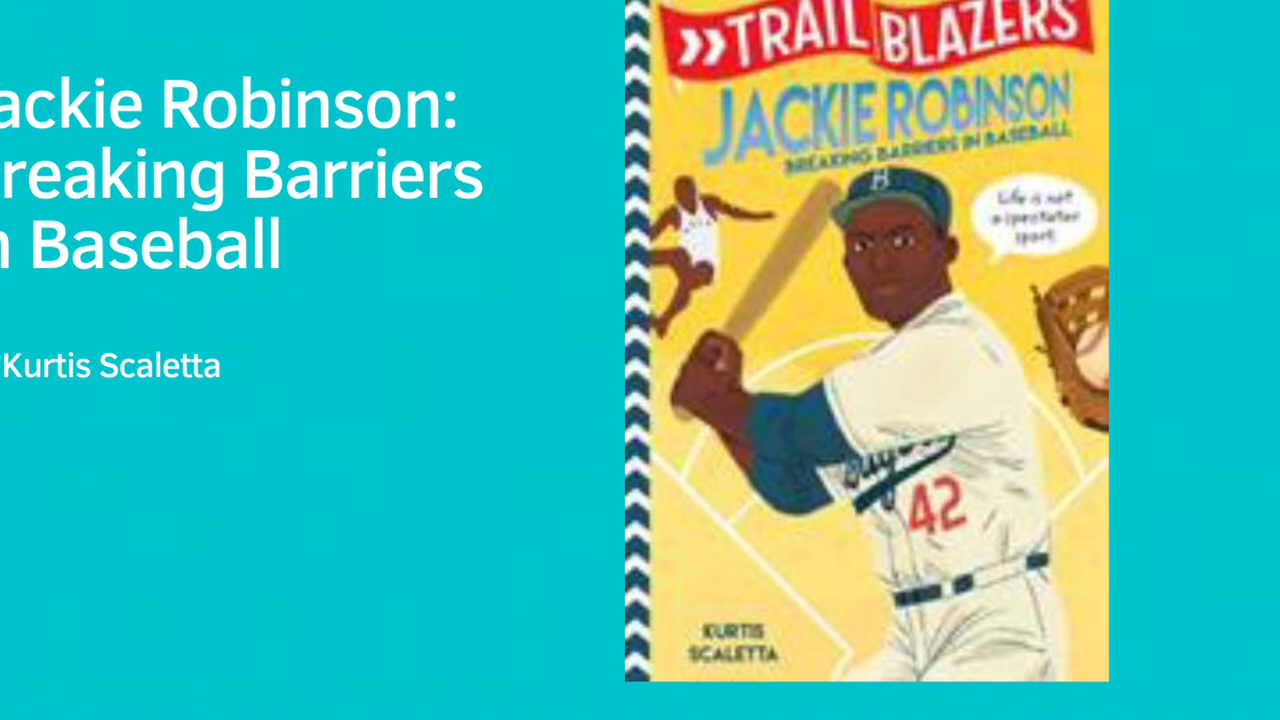 ackie Robinson:
reaking Barriers
n Baseball
Kurtis Scaletta
TRAIL BLAZERS
JACKIE ROBINSON
BREAKING BARRIERS IN BASEBALL
B
Life is not
a spectator
sport
Dodgers
42
KURTIS
SCALETTA